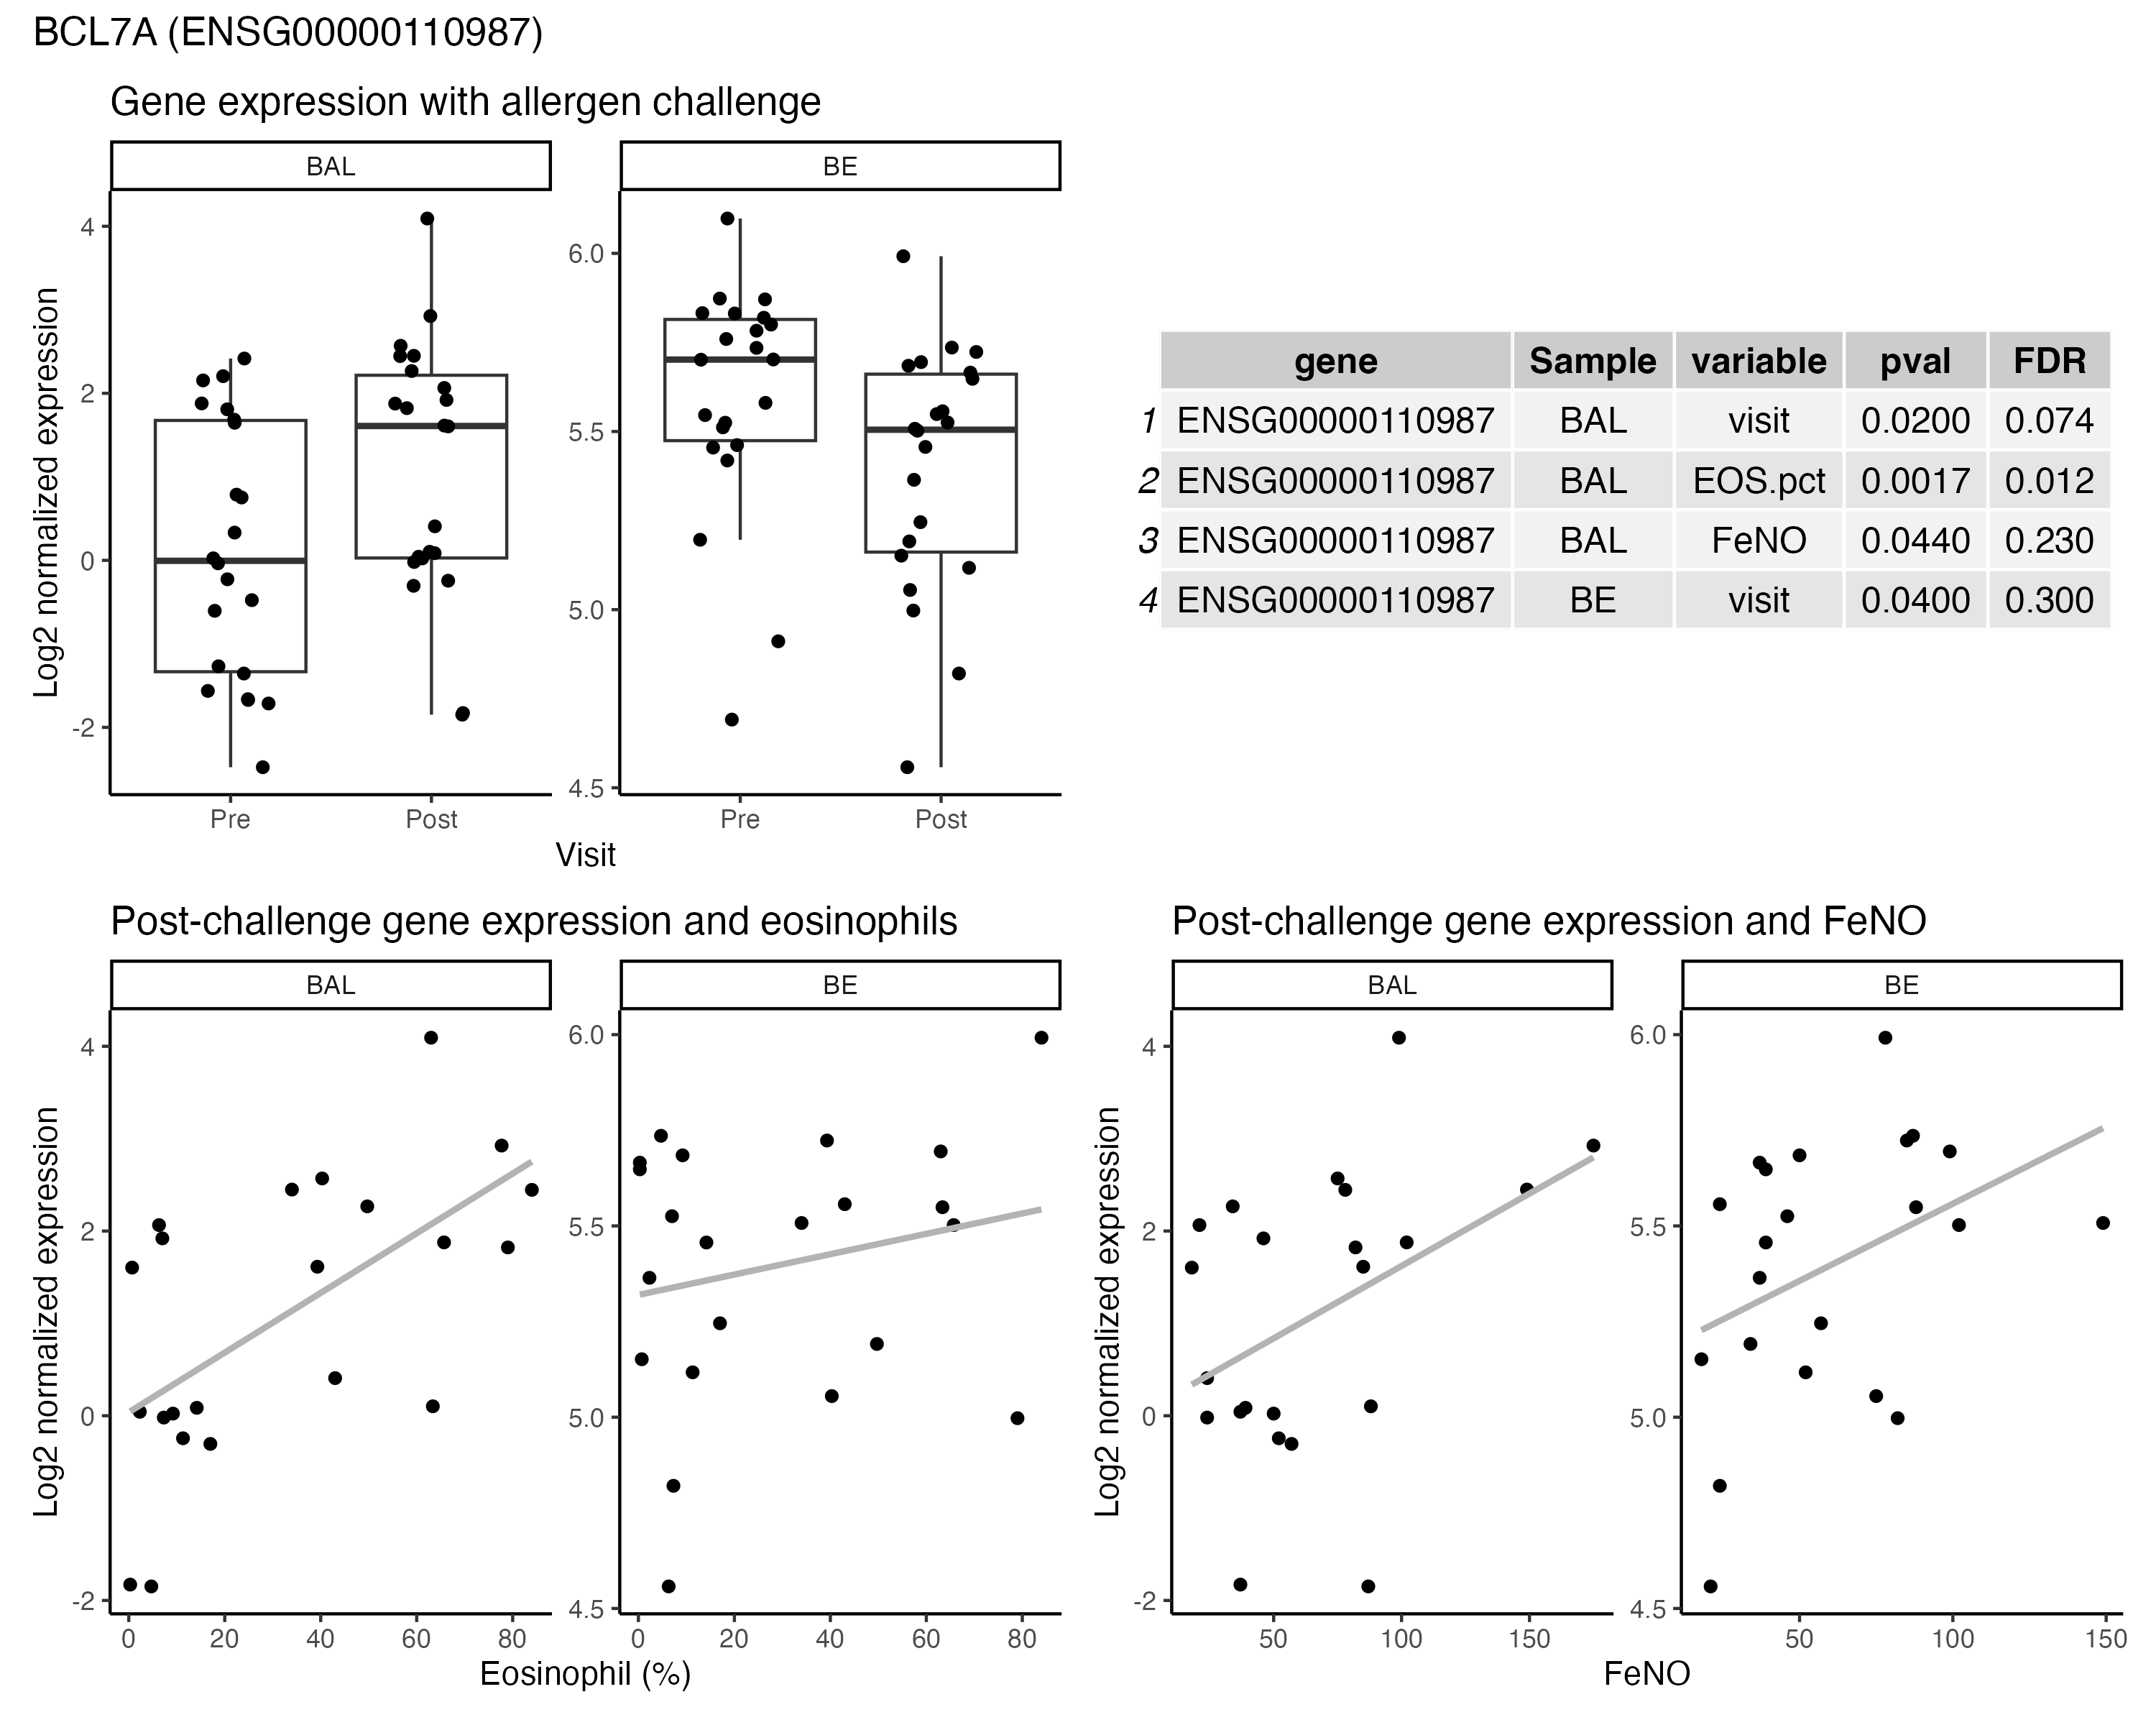 BCL7A (ENSG00000110987)
Gene expression with allergen challenge
BAL BE
Log2 normalized expression
4
2
0
-2
6.0
5.5
5.0
4.5
Pre Post Pre Post
Visit
gene Sample variable pval FDR
1 ENSG00000110987 BAL visit 0.0200 0.074
2 ENSG00000110987 BAL EOS.pct 0.0017 0.012
3 ENSG00000110987 BAL FeNO 0.0440 0.230
4 ENSG00000110987 BE visit 0.0400 0.300
Post-challenge gene expression and eosinophils
BAL BE
Log2 normalized expression
4
2
0
-2
6.0
5.5
5.0
4.5
0 20 40 60 80 0 20 40 60 80
Eosinophil (%)
Post-challenge gene expression and FeNO
BAL BE
Log2 normalized expression
4
2
0
-2
6.0
5.5
5.0
4.5
50 100 150 50 100 150
FeNO